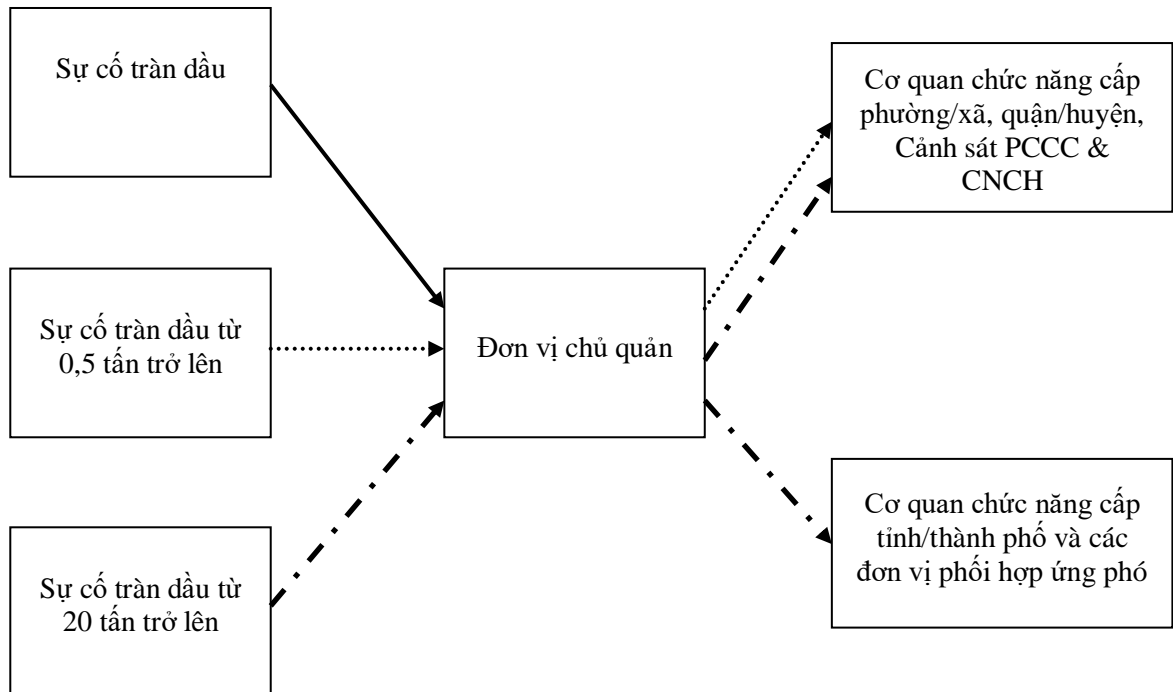 Sự cố tràn dầu
Sự cố tràn dầu từ
0,5 tấn trở lên
Sự cố tràn dầu từ
20 tấn trở lên
Đơn vị chủ quản
Cơ quan chức năng cấp
phường/xã, quận/huyện,
Cảnh sát PCCC &
CNCH
Cơ quan chức năng cấp
tỉnh/thành phố và các
đơn vị phối hợp ứng phó